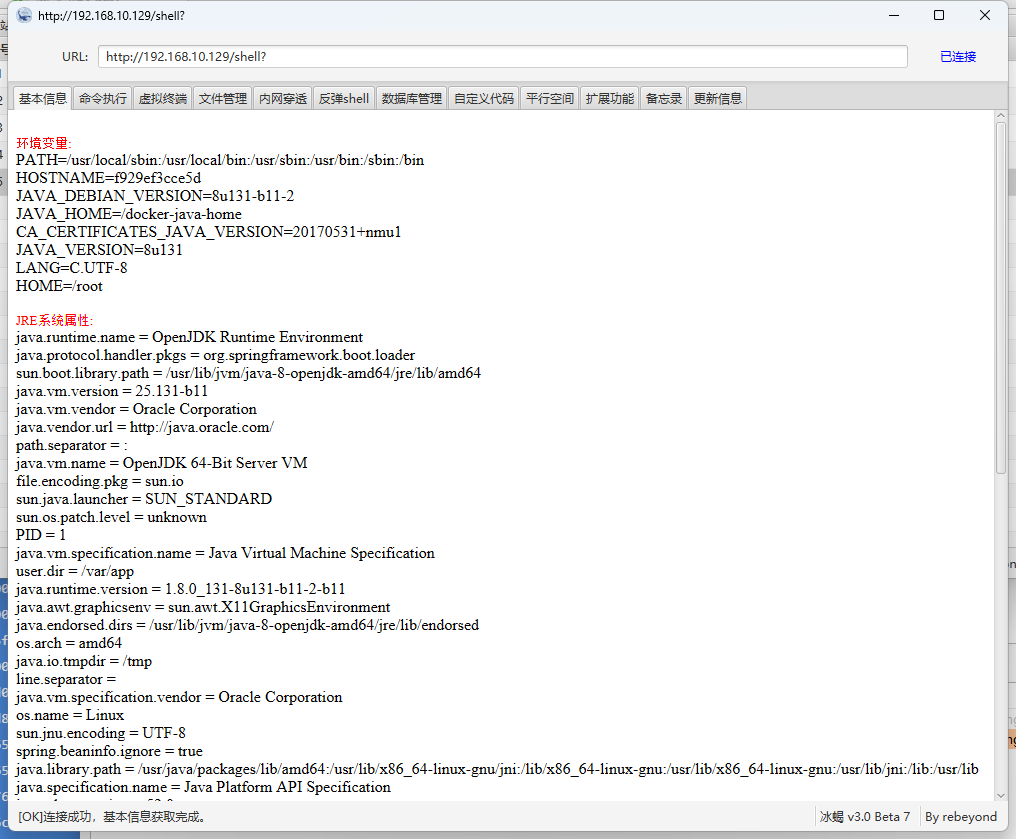 http://192.168.10.129/shell?
URL: http://192.168.10.129/shell? 已连接
基本信息 命令执行 虚拟终端 文件管理 内网穿透 反弹shell 数据库管理 自定义代码 平行空间 扩展功能 备忘录 更新信息
环境变量:
PATH=/usr/local/sbin:/usr/local/bin:/usr/sbin:/usr/bin:/sbin:/bin
HOSTNAME=f929ef3cce5d
JAVA_DEBIAN_VERSION=8u131-b11-2
JAVA_HOME=/docker-java-home
CA_CERTIFICATES_JAVA_VERSION=20170531+nmu1
JAVA_VERSION=8u131
LANG=C.UTF-8
HOME=/root
JRE系统属性:
java.runtime.name = OpenJDK Runtime Environment
java.protocol.handler.pkgs = org.springframework.boot.loader
sun.boot.library.path = /usr/lib/jvm/java-8-openjdk-amd64/jre/lib/amd64
java.vm.version = 25.131-b11
java.vm.vendor = Oracle Corporation
java.vendor.url = http://java.oracle.com/
path.separator = :
java.vm.name = OpenJDK 64-Bit Server VM
file.encoding.pkg = sun.io
sun.java.launcher = SUN_STANDARD
sun.os.patch.level = unknown
PID = 1
java.vm.specification.name = Java Virtual Machine Specification
user.dir = /var/app
java.runtime.version = 1.8.0_131-8u131-b11-2-b11
java.awt.graphicsenv = sun.awt.X11GraphicsEnvironment
java.endorsed.dirs = /usr/lib/jvm/java-8-openjdk-amd64/jre/lib/endorsed
os.arch = amd64
java.io.tmpdir = /tmp
line.separator =
java.vm.specification.vendor = Oracle Corporation
os.name = Linux
sun.jnu.encoding = UTF-8
spring.beaninfo.ignore = true
java.library.path = /usr/java/packages/lib/amd64:/usr/lib/x86_64-linux-gnu/jni:/lib/x86_64-linux-gnu:/usr/lib/x86_64-linux-gnu:/usr/lib/jni:/lib:/usr/lib
java.specification.name = Java Platform API Specification
[OK]连接成功，基本信息获取完成。 冰蝎 v3.0 Beta 7 By rebeyond